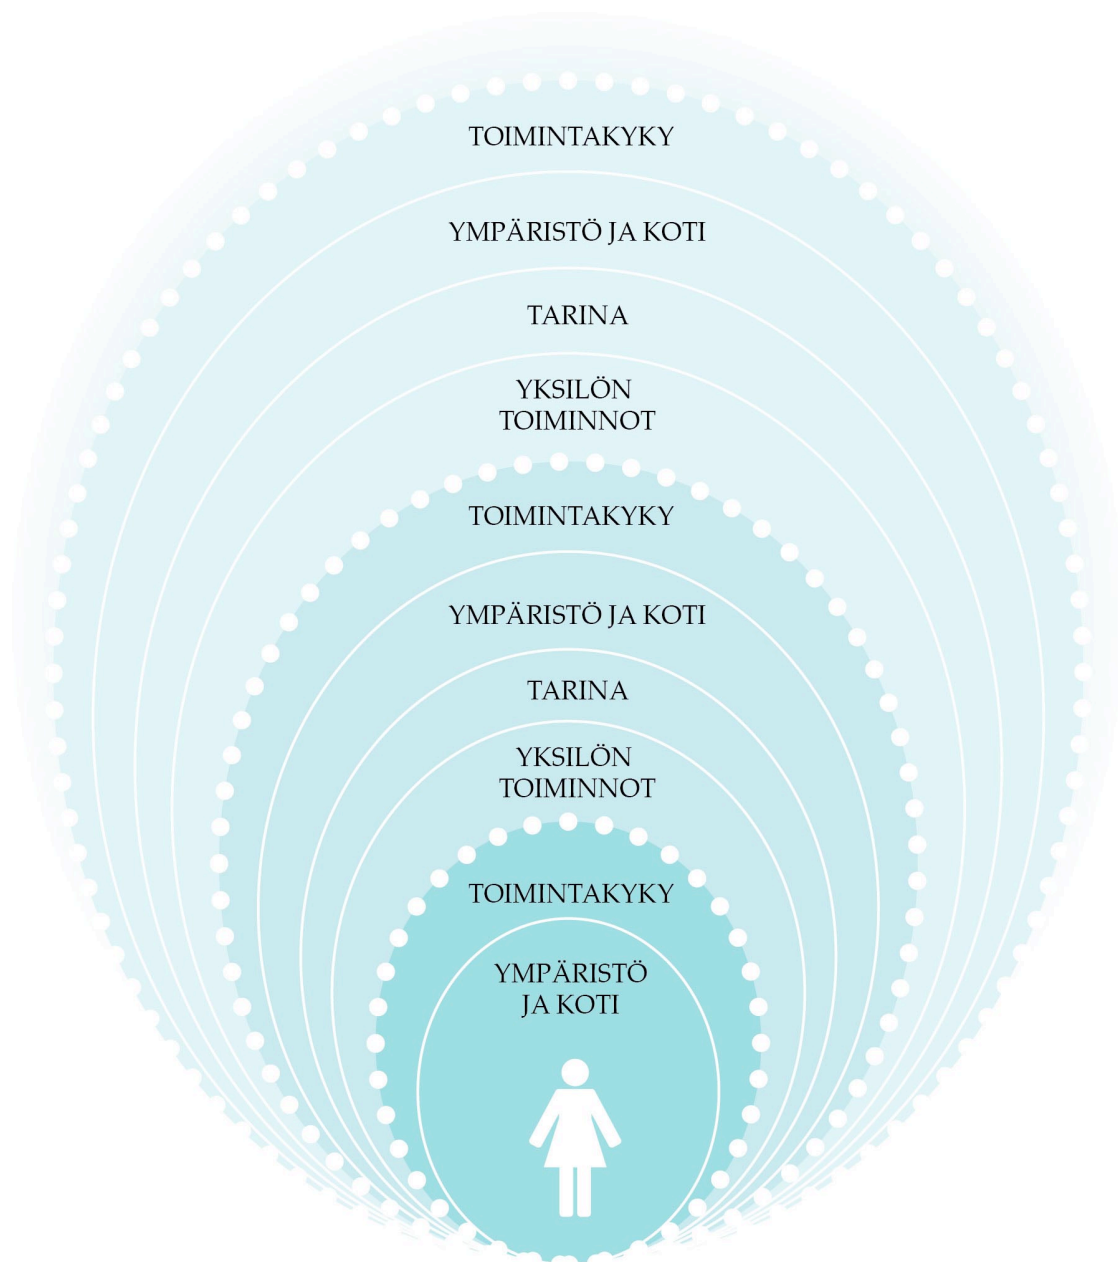 TOIMINTAKYKY
YMPÄRISTÖ JA KOTI
TARINA
YKSILÖN
TOIMINNOT
TOIMINTAKYKY
YMPÄRISTÖ JA KOTI
TARINA
YKSILÖN
TOIMINNOT
TOIMINTAKYKY
YMPÄRISTÖ
JA KOTI